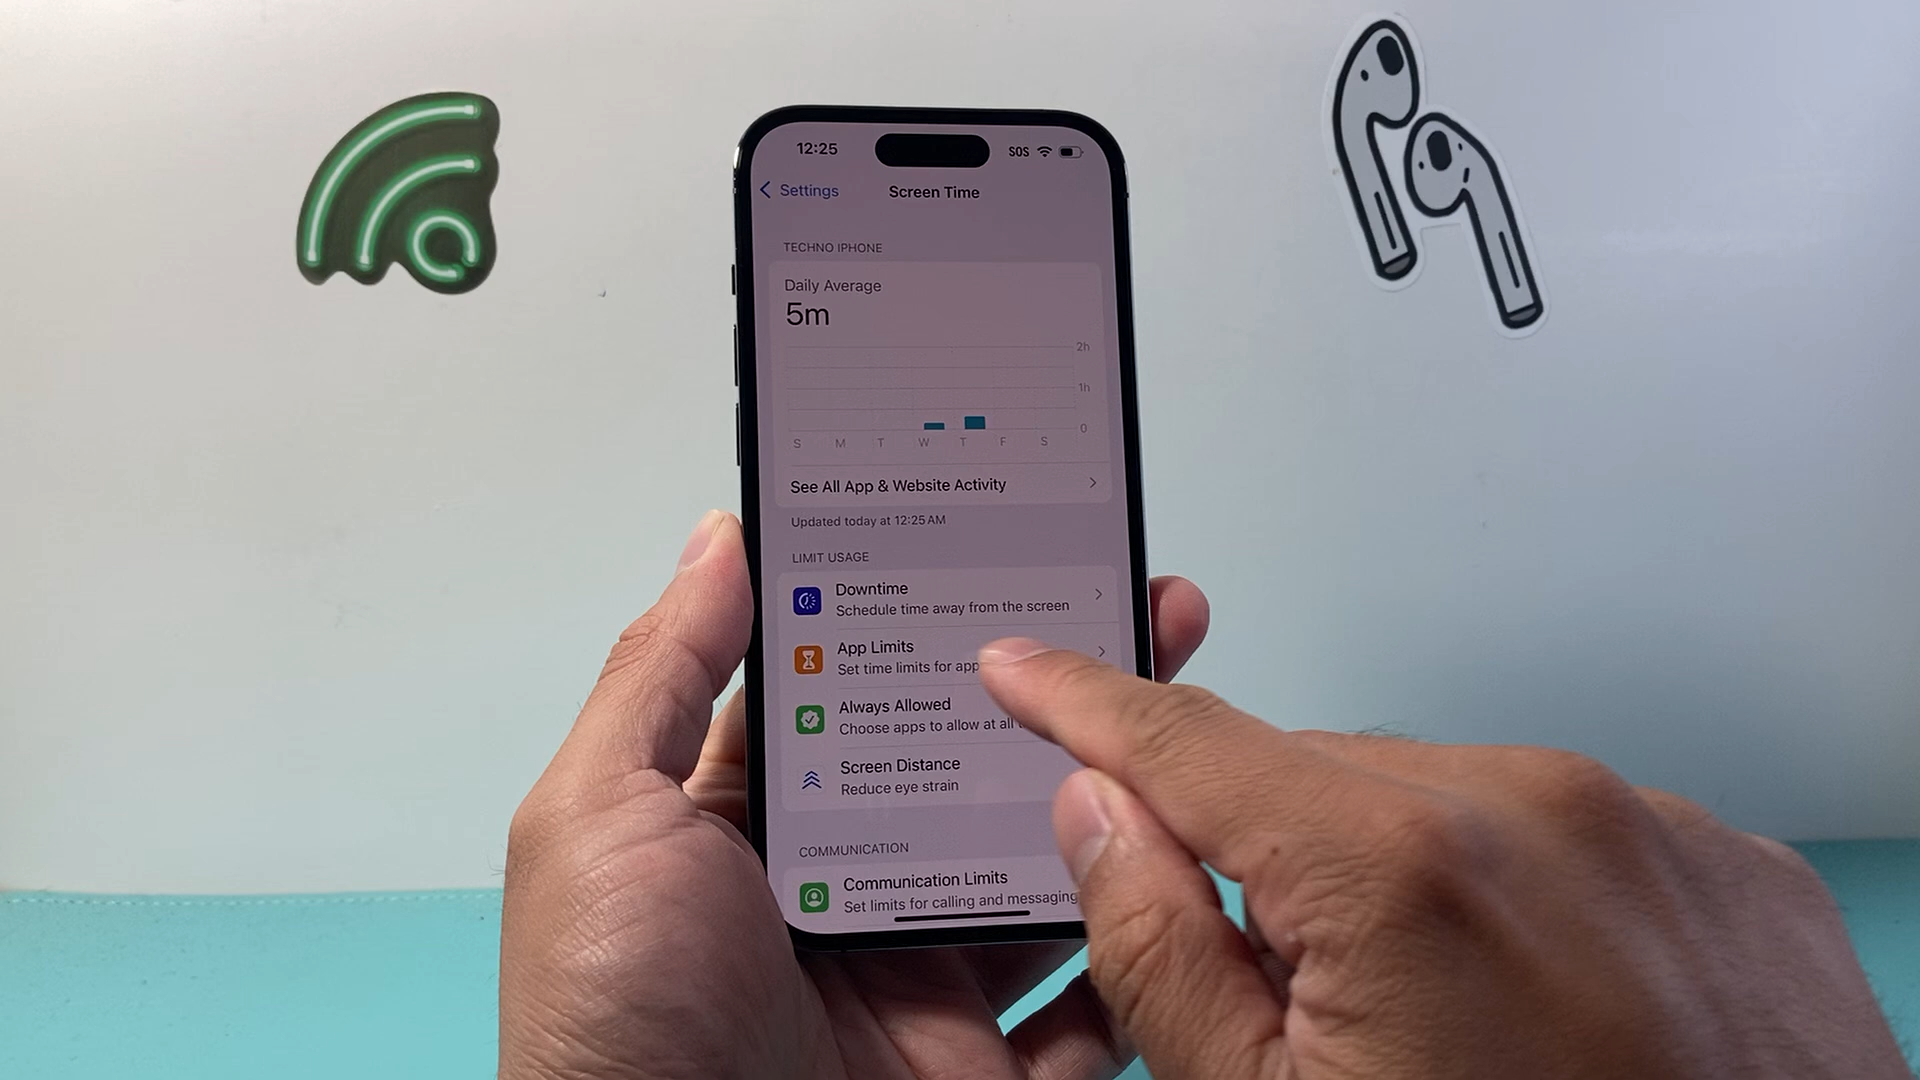 12:25 SOS
Settings Screen Time
TECHNO IPHONE
Daily Average
5m
2h
1h
0
S M T W T F S
See All App & Website Activity
Updated today at 12:25 AM
LIMIT USAGE
Downtime
Schedule time away from the screen
App Limits
Set time limits for app
Always Allowed
Choose apps to allow at all
Screen Distance
Reduce eye strain
COMMUNICATION
Communication Limits
Set limits for calling and messaging